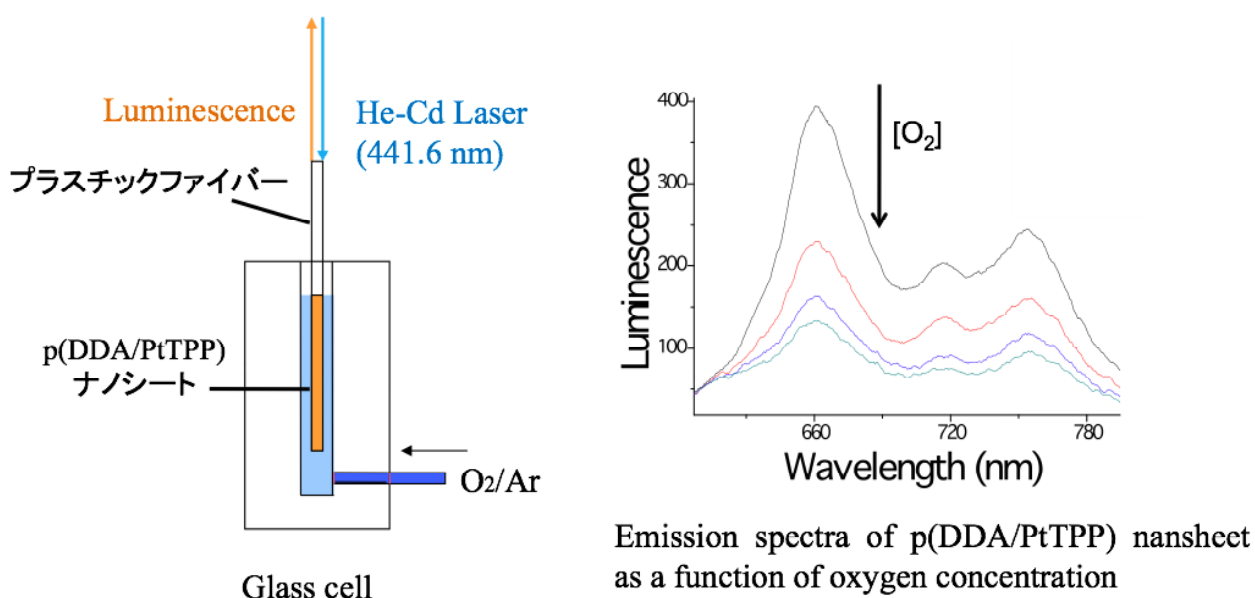 Luminescence
He-Cd Laser
(441.6 nm)
プラスチックファイバー
p(DDA/PtTPP)
ナノシート
O2/Ar
Glass cell
400
300
200
100
Luminescence
[O2]
660
720
780
Wavelength (nm)
Emission spectra of p(DDA/PtTPP) nansheet
as a function of oxygen concentration